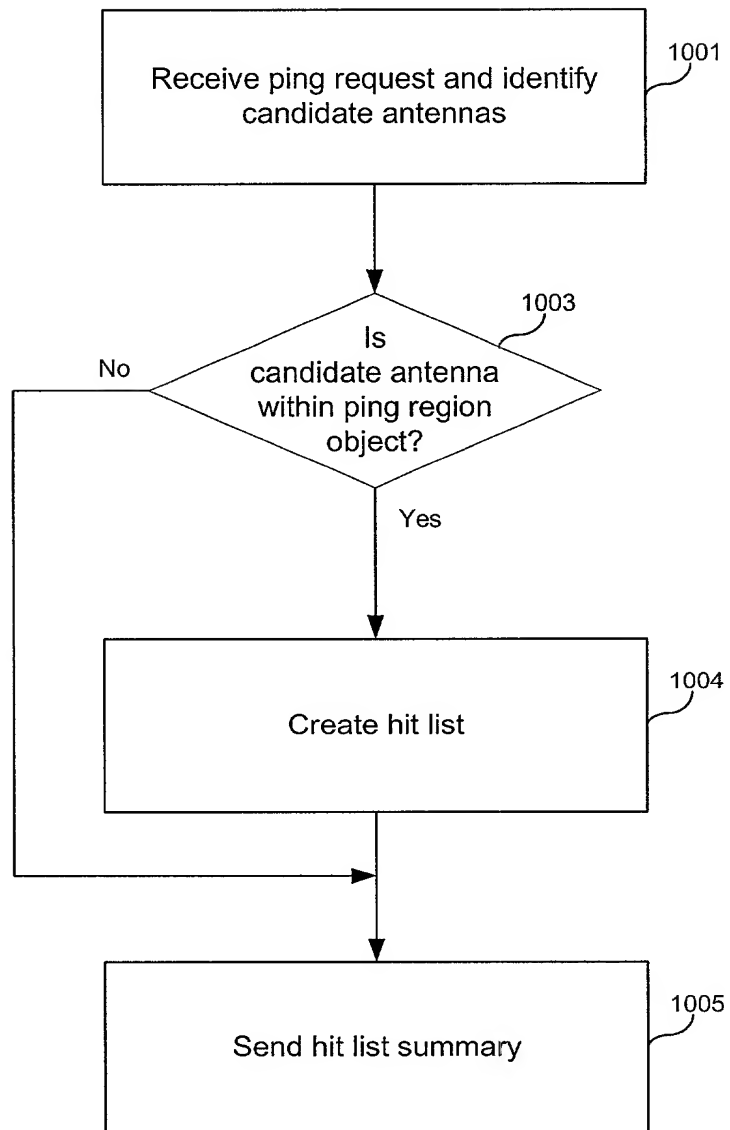 Receive ping request and identify
candidate antennas
1001
Is
candidate antenna
within ping region
object?
1003
No
Yes
Create hit list
1004
Send hit list summary
1005